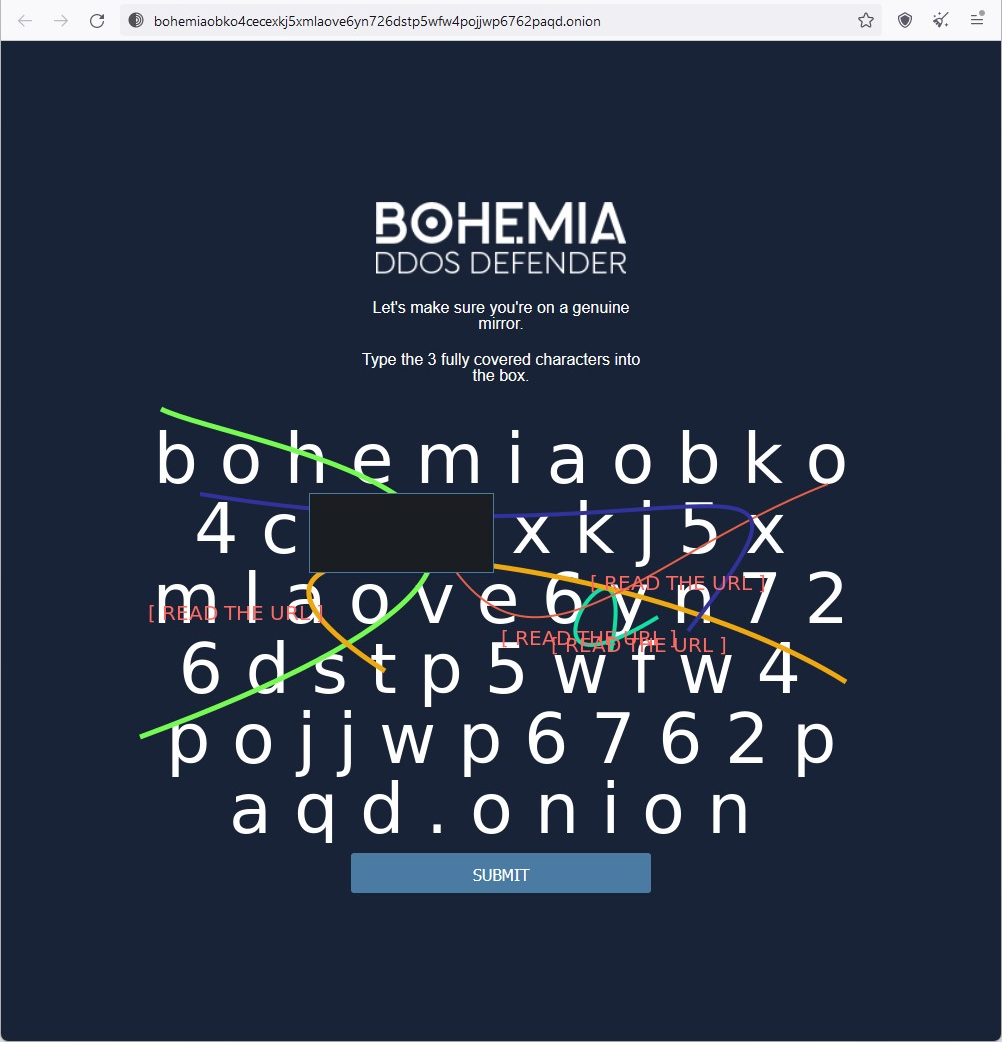 bohemiaobko4cecexkj5xmlaove6yn726dstp5wfw4pojjwp6762paqd.onion
BOHEMIA
DDOS DEFENDER
Let's make sure you're on a genuine
mirror.
Type the 3 fully covered characters into
the box.
b o h e m i a o b k o
4 c x k j 5 x
m l a o v e 6 y n 7 2
[ READ THE URL ]
[ READ THE URL ]
[ READ THE URL ]
[ READ THE URL ]
6 d s t p 5 w f w 4
p o j j w p 6 7 6 2 p
a q d . o n i o n
SUBMIT